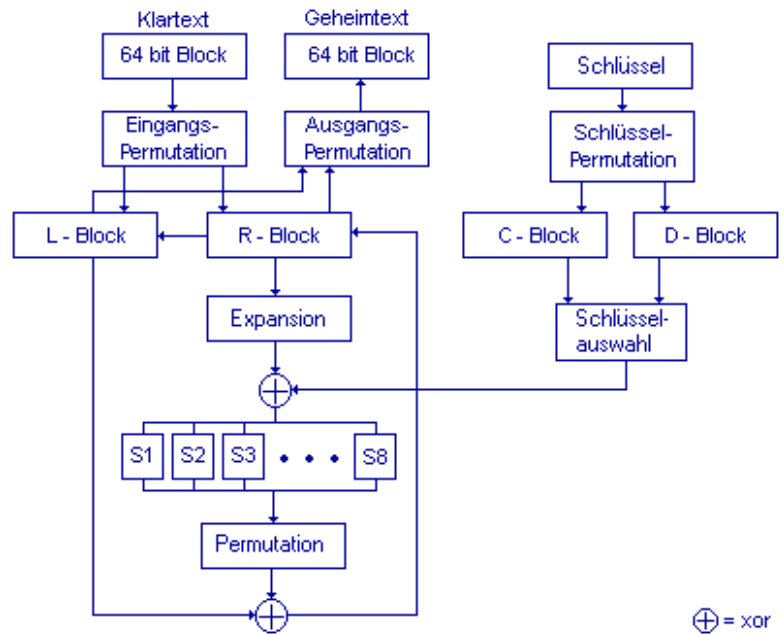 Klartext
Geheimtext
64 bit Block
64 bit Block
Schlüssel
Eingangs-
Permutation
Ausgangs-
Permutation
Schlüssel-
Permutation
L - Block
R - Block
C - Block
D - Block
Expansion
Schlüssel-
auswahl
S1 S2 S3 • • • S8
Permutation
= xor